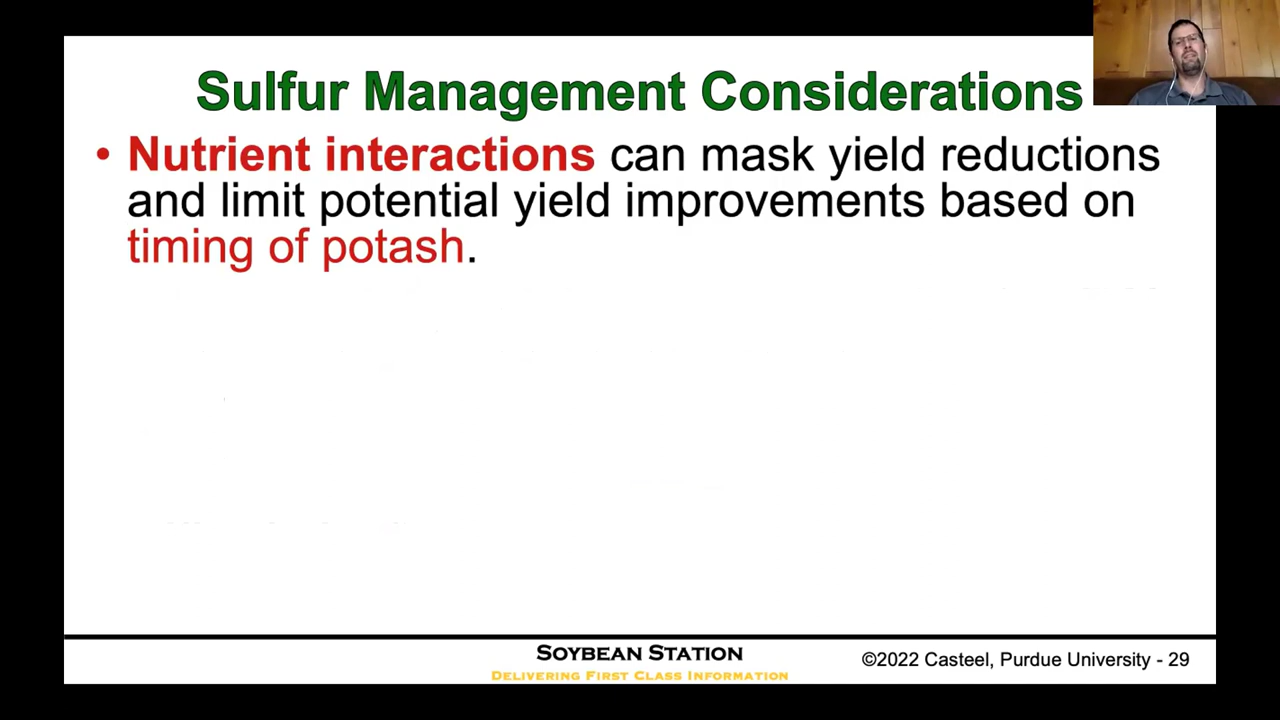 Sulfur Management Considerations
• Nutrient interactions can mask yield reductions
and limit potential yield improvements based on
timing of potash.
SOYBEAN STATION
DELIVERING FIRST CLASS INFORMATION
©2022 Casteel, Purdue University - 29